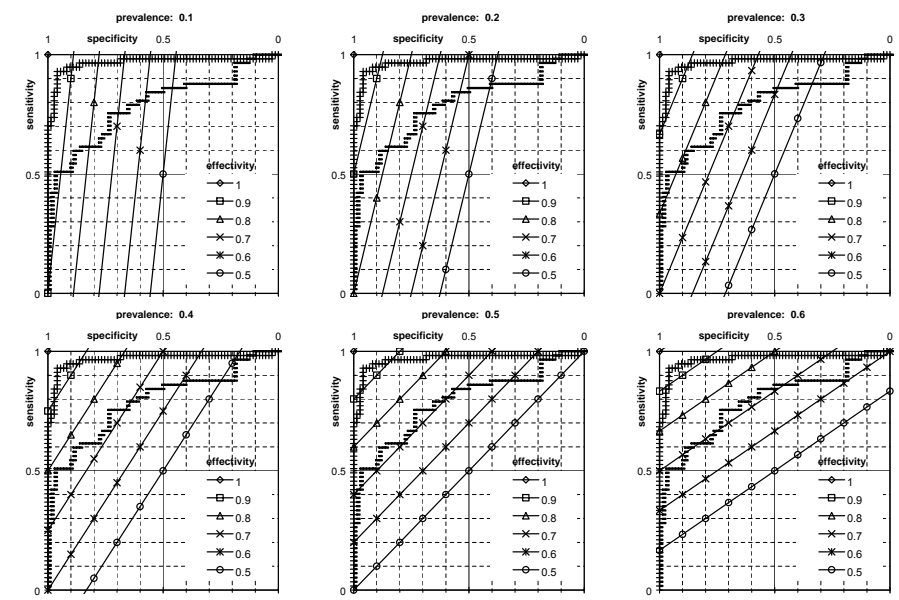 prevalence: 0.1
specificity
1 0.5 0
1
sensitivity
0.5
0
effectivity
1
0.9
0.8
0.7
0.6
0.5
prevalence: 0.2
specificity
1 0.5 0
1
sensitivity
0.5
0
effectivity
1
0.9
0.8
0.7
0.6
0.5
prevalence: 0.3
specificity
1 0.5 0
1
sensitivity
0.5
0
effectivity
1
0.9
0.8
0.7
0.6
0.5
prevalence: 0.4
specificity
1 0.5 0
1
sensitivity
0.5
0
effectivity
1
0.9
0.8
0.7
0.6
0.5
prevalence: 0.5
specificity
1 0.5 0
1
sensitivity
0.5
0
effectivity
1
0.9
0.8
0.7
0.6
0.5
prevalence: 0.6
specificity
1 0.5 0
1
sensitivity
0.5
0
effectivity
1
0.9
0.8
0.7
0.6
0.5